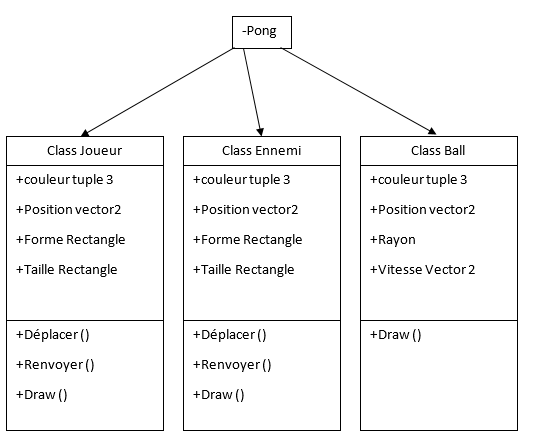 -Pong
Class Joueur
+couleur tuple 3
+Position vector2
+Forme Rectangle
+Taille Rectangle
+Déplacer ()
+Renvoyer ()
+Draw ()
Class Ennemi
+couleur tuple 3
+Position vector2
+Forme Rectangle
+Taille Rectangle
+Déplacer ()
+Renvoyer ()
+Draw ()
Class Ball
+couleur tuple 3
+Position vector2
+Rayon
+Vitesse Vector 2
+Draw ()